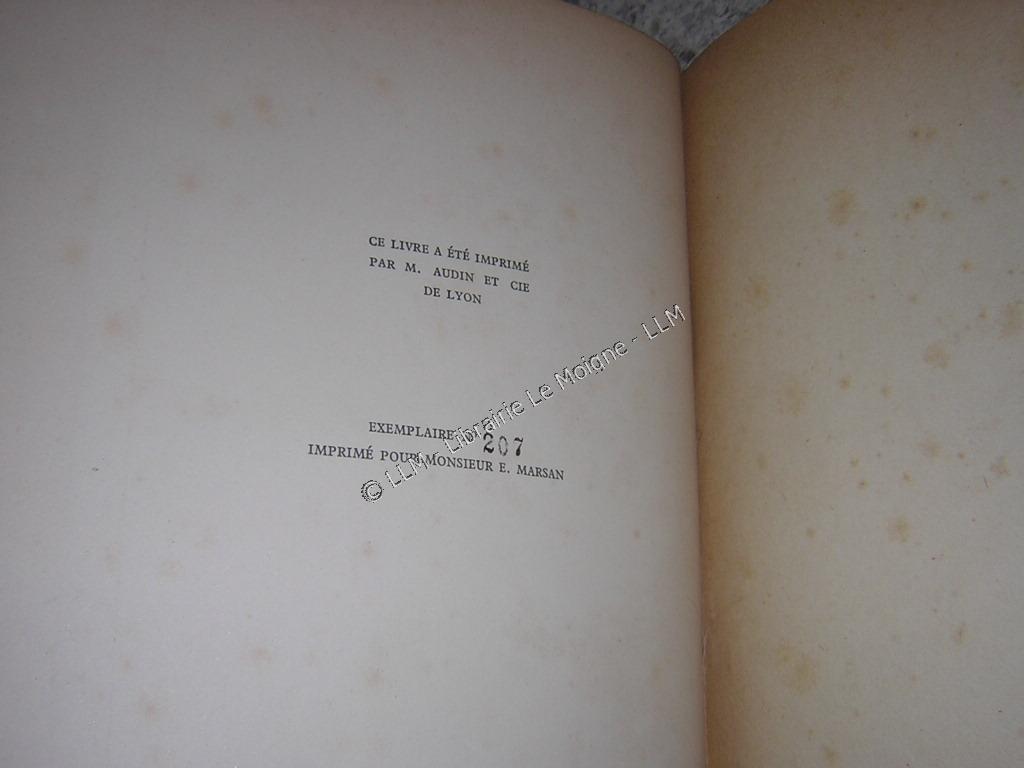 CE LIVRE A ÉTÉ IMPRIMÉ
PAR M. AUDIN ET CIE
DE LYON
EXEMPLAIRE 207
IMPRIMÉ POUR MONSIEUR E. MARSAN
© LLM - Librairie Le Moigne - LLM